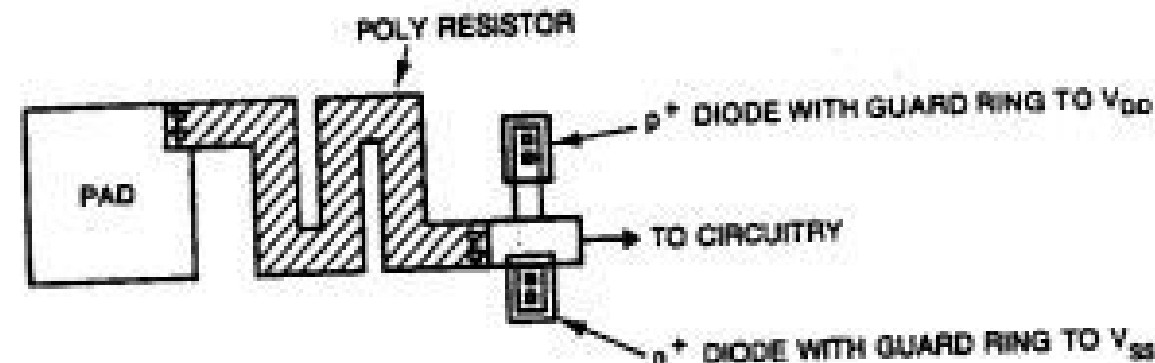 POLY RESISTOR
p+ DIODE WITH GUARD RING TO VDD
PAD
TO CIRCUITRY
n+ DIODE WITH GUARD RING TO VSS